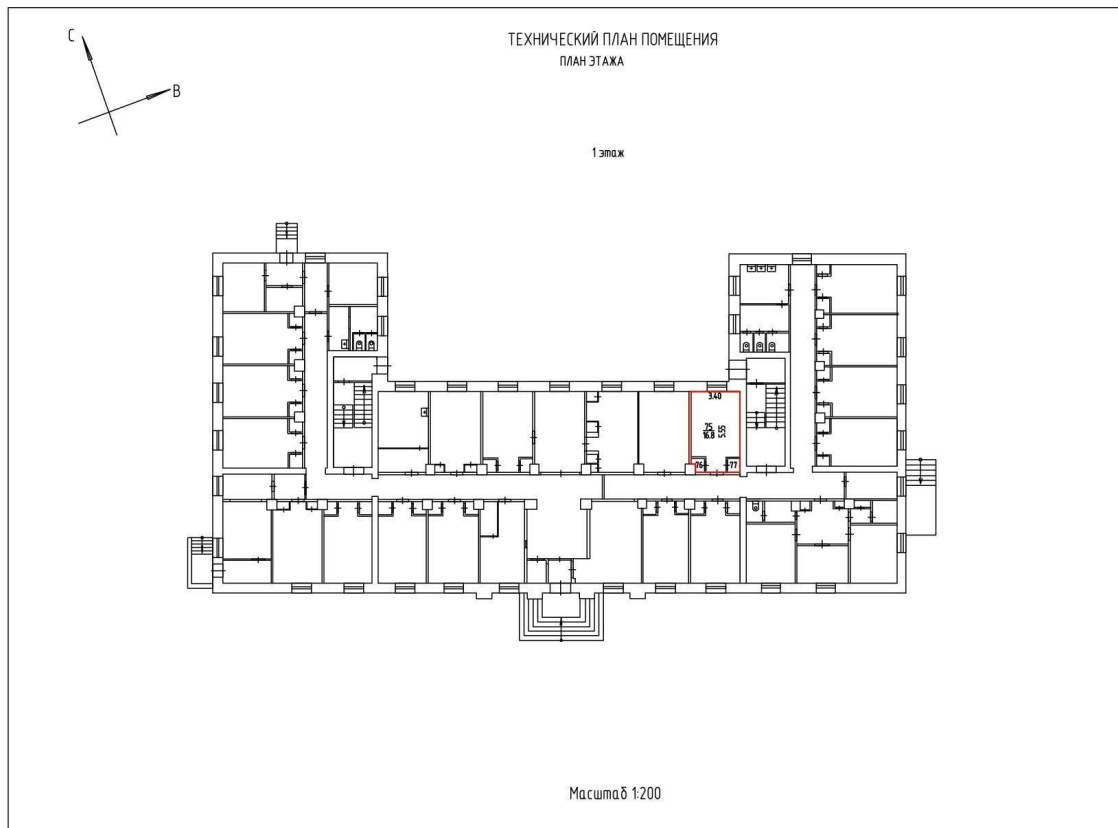 С
ТЕХНИЧЕСКИЙ ПЛАН ПОМЕЩЕНИЯ
ПЛАН ЭТАЖА
В
1 этаж
3.40
75
16.8
5.55
76
77
Масштаб 1:200